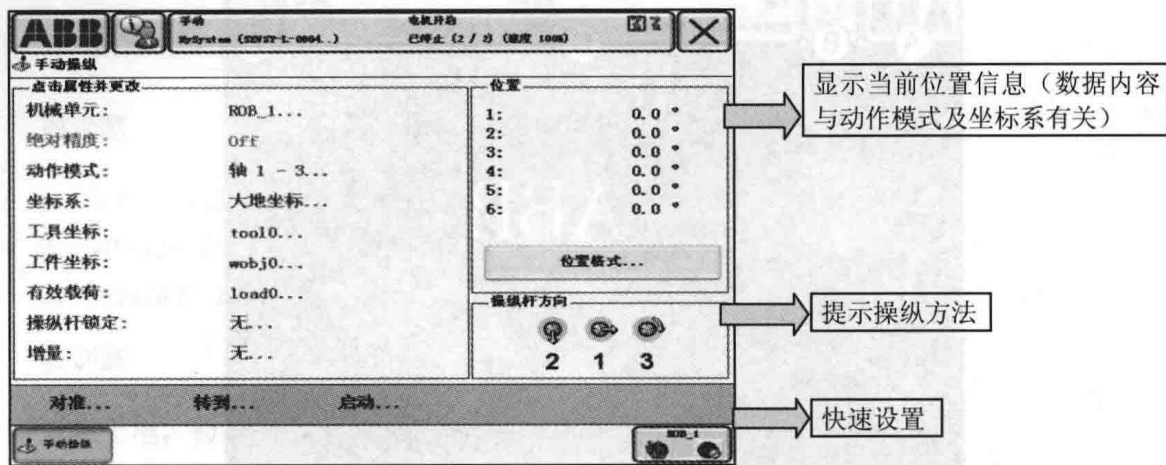 ABB
手动
电机开启
MySystem (SENST-L-0004..)
已停止 (2 / 2) (速度 100%)
手动操纵
点击属性并更改
机械单元: ROB_1...
绝对精度: Off
动作模式: 轴 1 - 3...
坐标系: 大地坐标...
工具坐标: tool0...
工件坐标: wobj0...
有效载荷: load0...
操纵杆锁定: 无...
增量: 无...
位置
1: 0.0 °
2: 0.0 °
3: 0.0 °
4: 0.0 °
5: 0.0 °
6: 0.0 °
位置格式...
操纵杆方向
2 1 3
对准... 转到... 启动...
手动操纵
ROB_1
显示当前位置信息（数据内容
与动作模式及坐标系有关）
提示操纵方法
快速设置